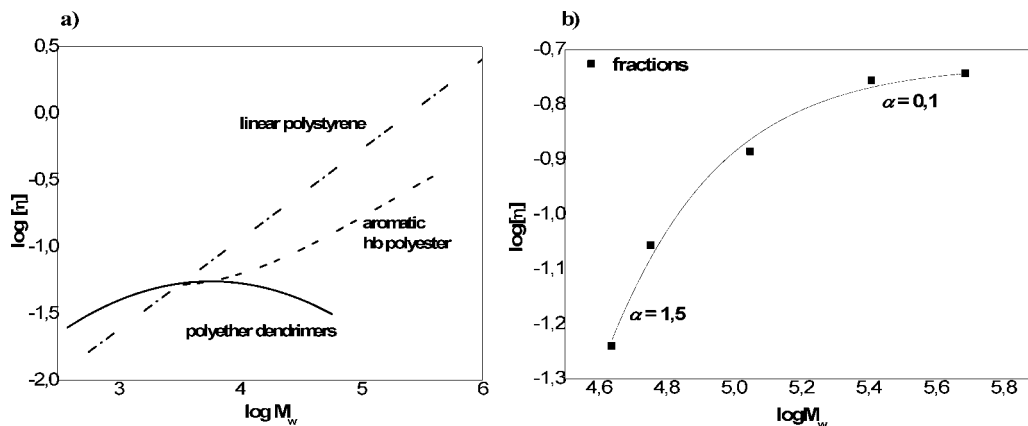 a)
0,5
0,0
-0,5
-1,0
-1,5
-2,0
log [η]
linear polystyrene
aromatic
hb polyester
polyether dendrimers
3
4
5
6
log M_w
b)
-0,7
-0,8
-0,9
-1,0
-1,1
-1,2
-1,3
log[η]
fractions
α = 0,1
α = 1,5
4,6
4,8
5,0
5,2
5,4
5,6
5,8
logM_w